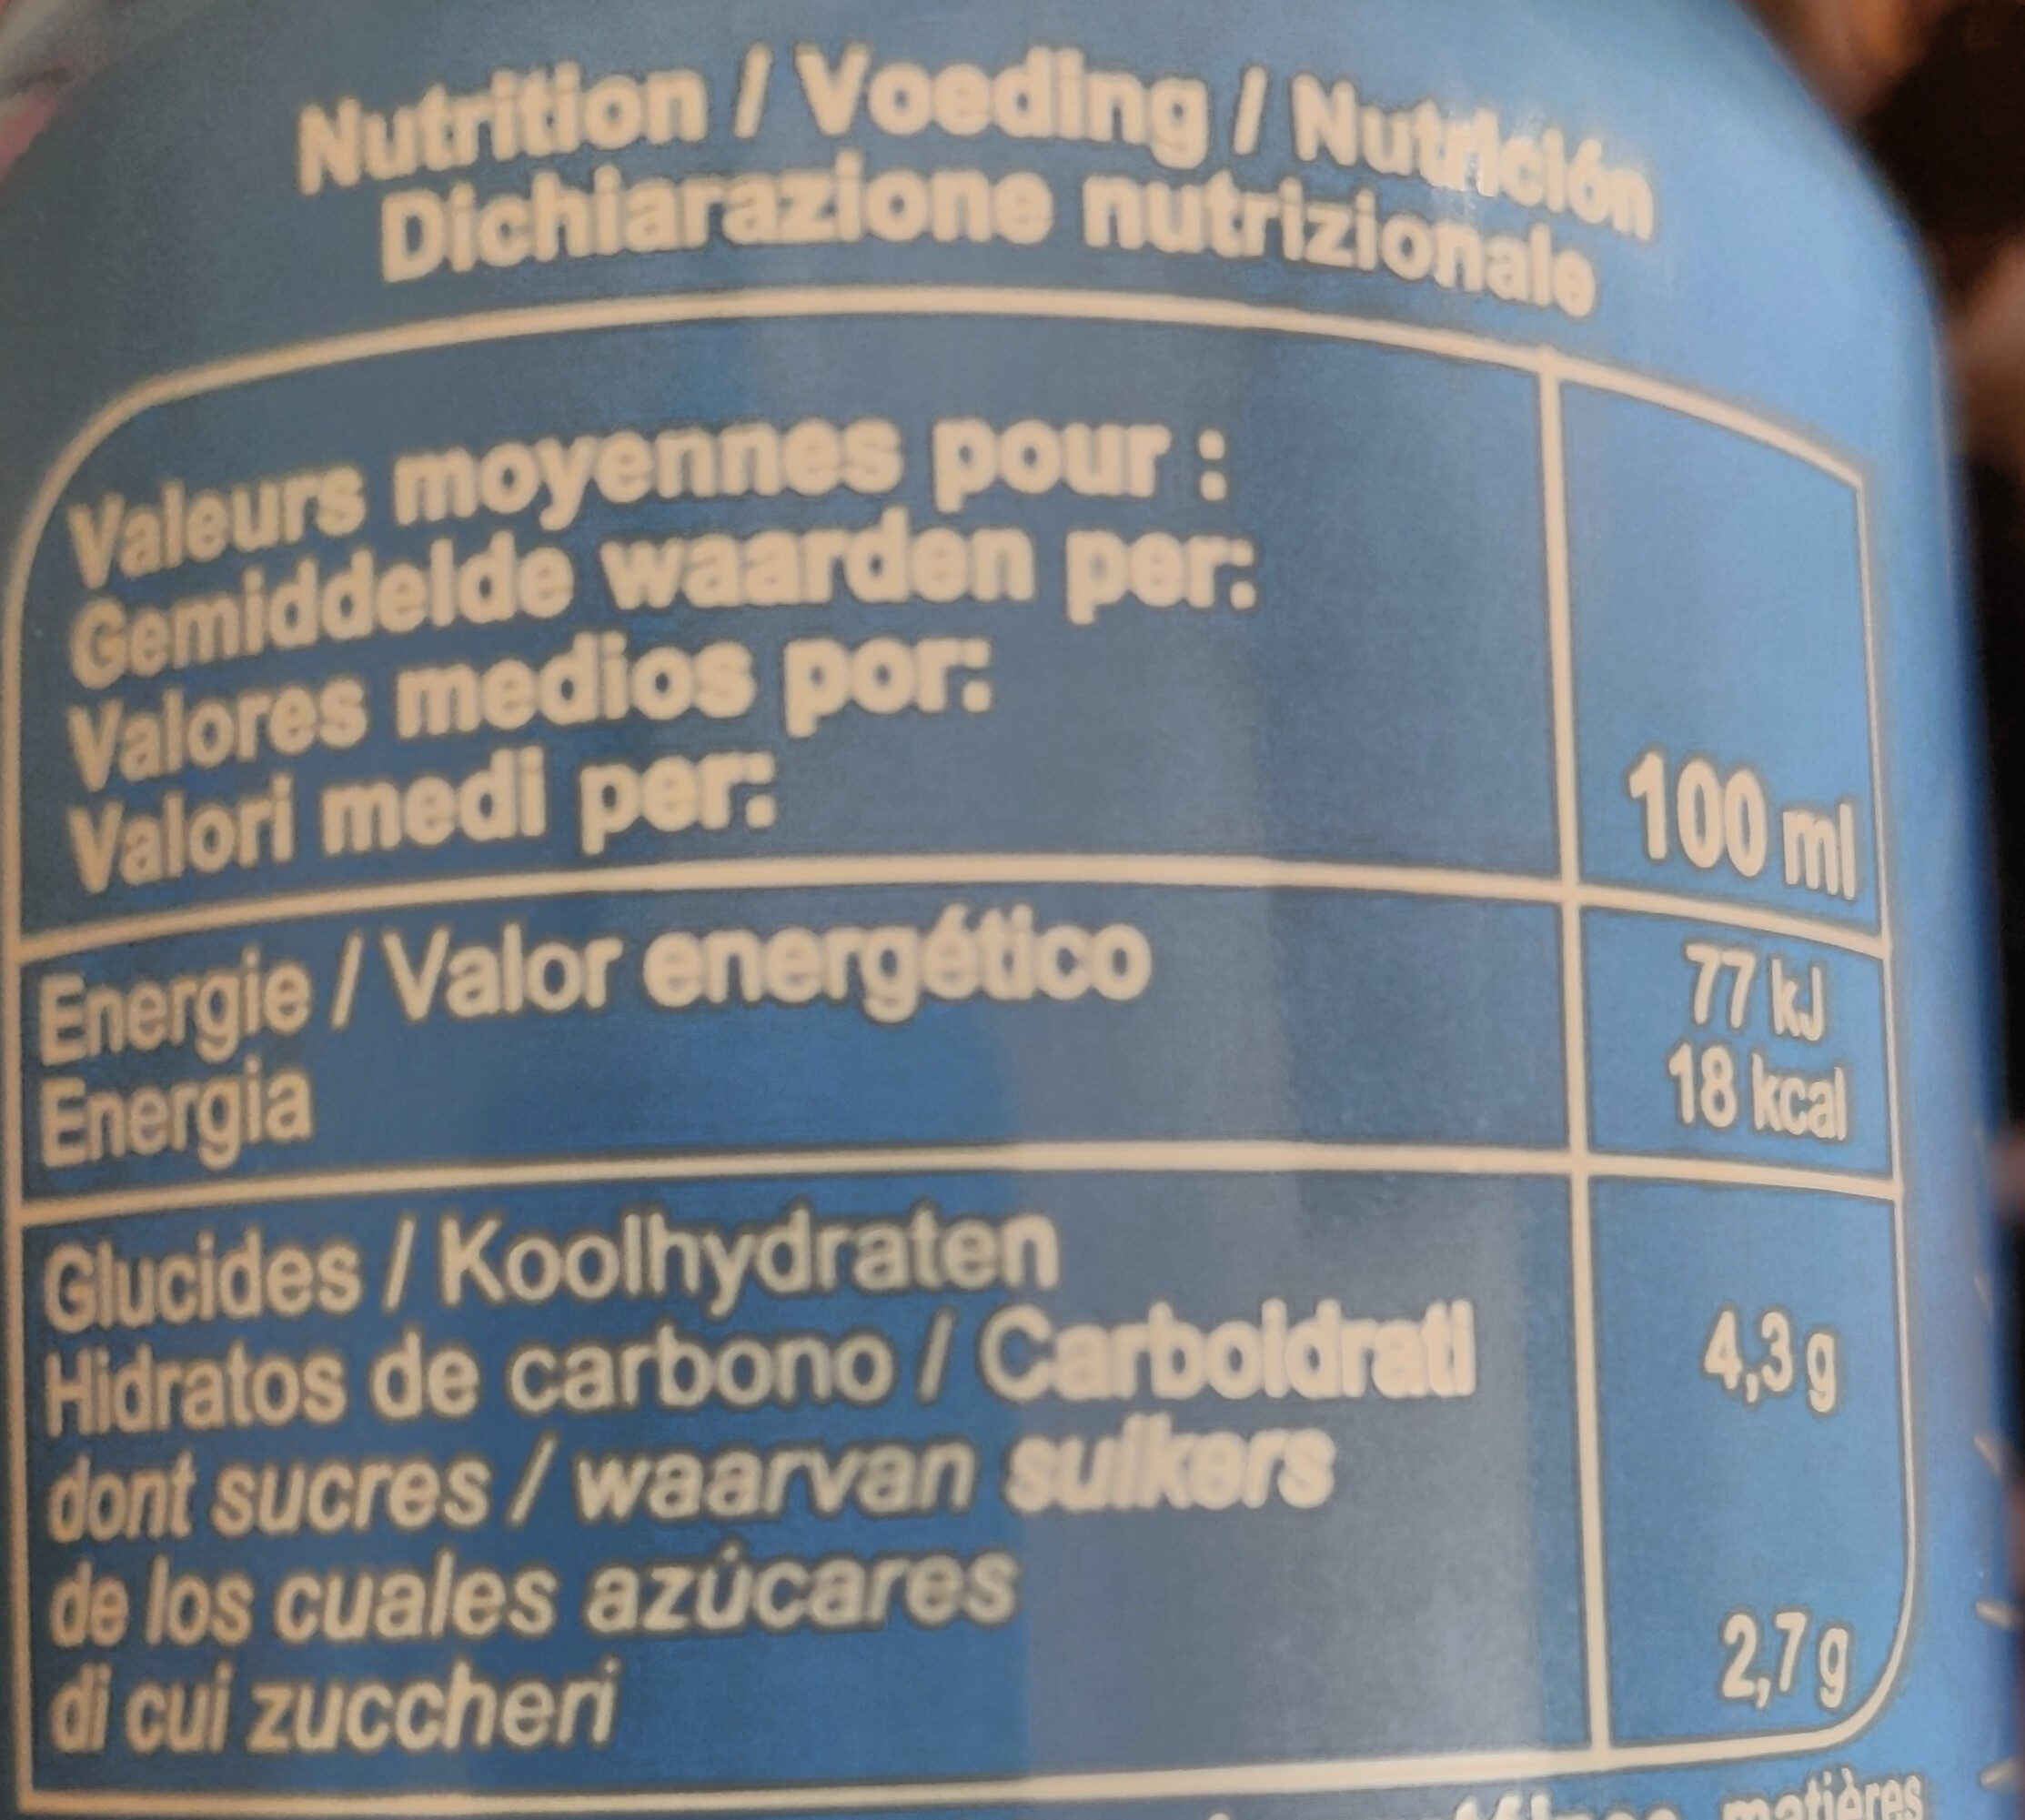 Nutrition / Voeding / Nutrición
Dichiarazione nutrizionale
Valeurs moyennes pour :
Gemiddelde waarden per:
Valores medios por:
Valori medi per:
100 ml
Energie / Valor energético
Energia
77 kJ
18 kcal
Glucides / Koolhydraten
Hidratos de carbono / Carboidrati
4,3 g
dont sucres / waarvan suikers
de los cuales azúcares
di cui zuccheri
2,7 g
matières